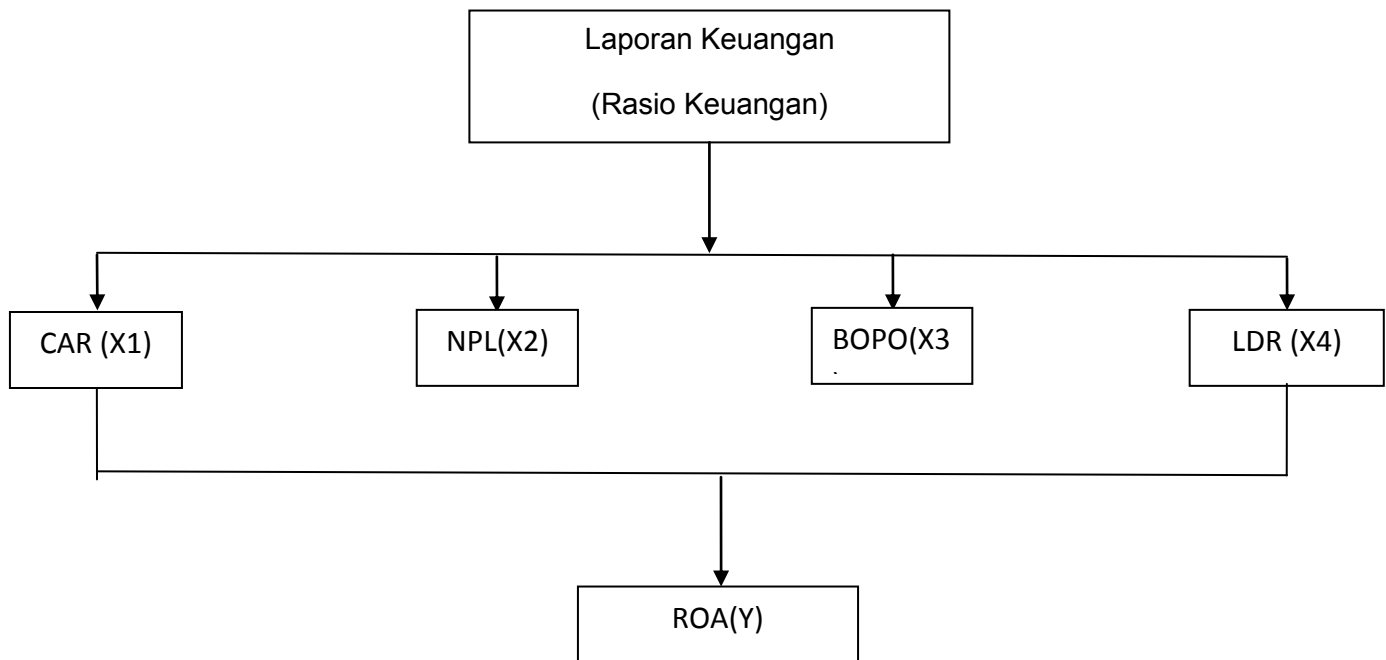 Laporan Keuangan
(Rasio Keuangan)
CAR (X1)
NPL(X2)
BOPO(X3
LDR (X4)
ROA(Y)